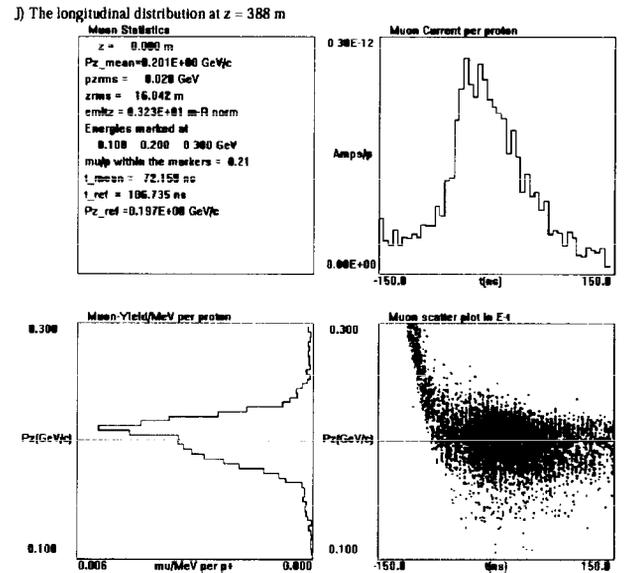 J) The longitudinal distribution at z = 388 m
Muon Statistics
z = 0.000 m
Pz_mean=0.201E+00 GeV/c
pzrms = 0.020 GeV
zrms = 16.042 m
emitz = 0.323E+01 m-R norm
Energies marked at
0.100 0.200 0.300 GeV
mu/p within the markers = 0.21
t_mean = 72.159 ns
t_ref = 106.735 ns
Pz_ref =0.197E+00 GeV/c
Muon Current per proton
0.30E-12
Amps/p
0.00E+00
-150.0 t[ns] 150.0
Muon-Yield/MeV per proton
0.300
Pz(GeV/c)
0.100
0.006 mu/MeV per p+ 0.000
Muon scatter plot in E-t
0.300
Pz(GeV/c)
0.100
-150.0 t[ns] 150.0